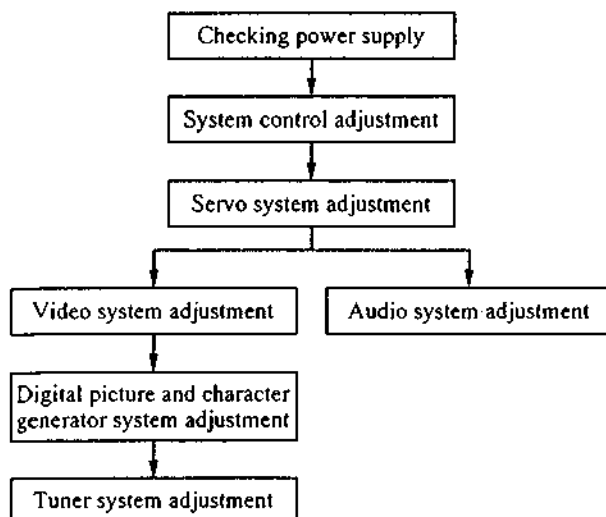 Checking power supply
System control adjustment
Servo system adjustment
Video system adjustment
Audio system adjustment
Digital picture and character
generator system adjustment
Tuner system adjustment